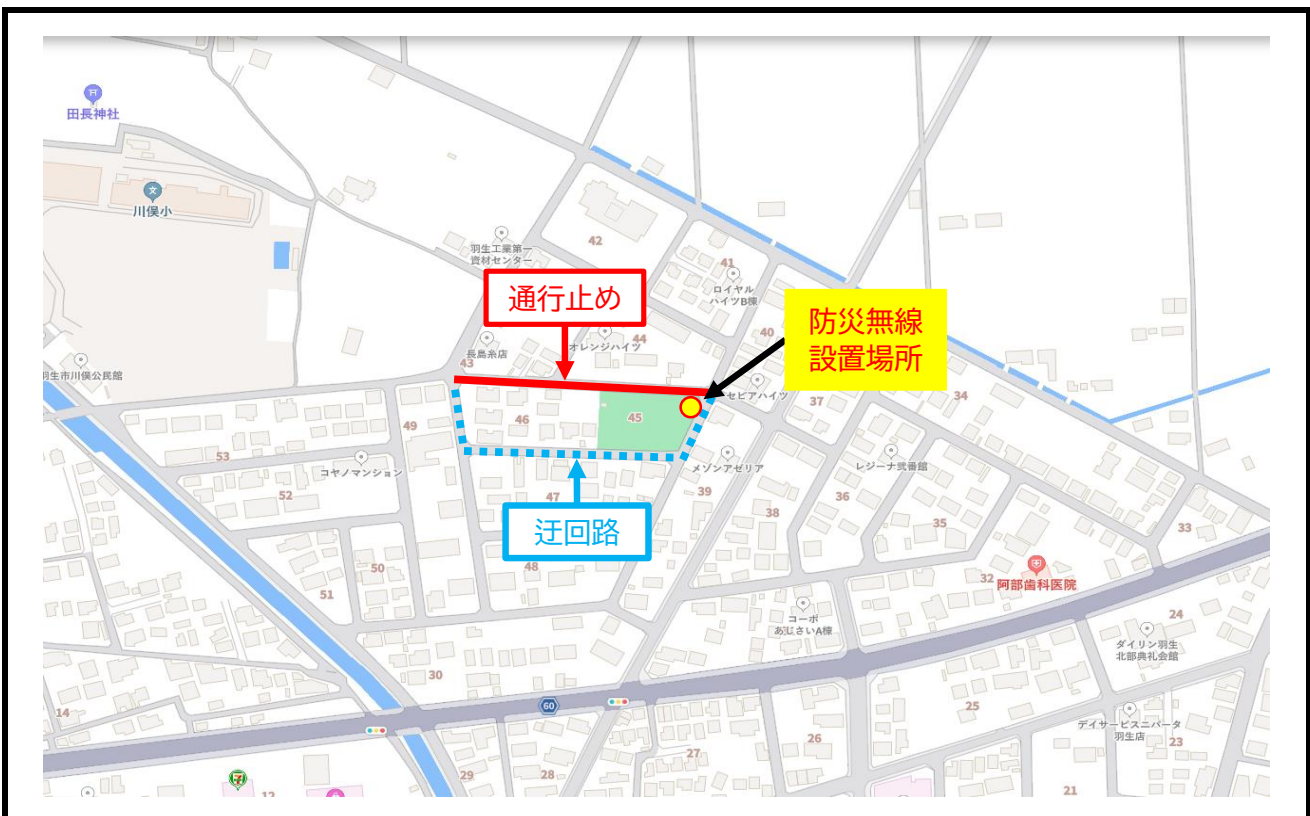 田長神社
川俣小
42
羽生工業第一
資材センター
41
ロイヤル
ハイツB棟
通行止め
防災無線
設置場所
40
44
オレンジハイツ
長島糸店
43
羽生市川俣公民館
セピアハイツ
37
34
46
45
49
53
コヤノマンション
52
メゾンアゼリア
レジーナ弐番館
39
47
36
38
35
33
迂回路
48
50
51
32
阿部歯科医院
コーポ
あじさいA棟
24
ダイリン羽生
北部典礼会館
30
60
14
25
デイサービスニパータ
羽生店
23
26
27
29
28
12
21